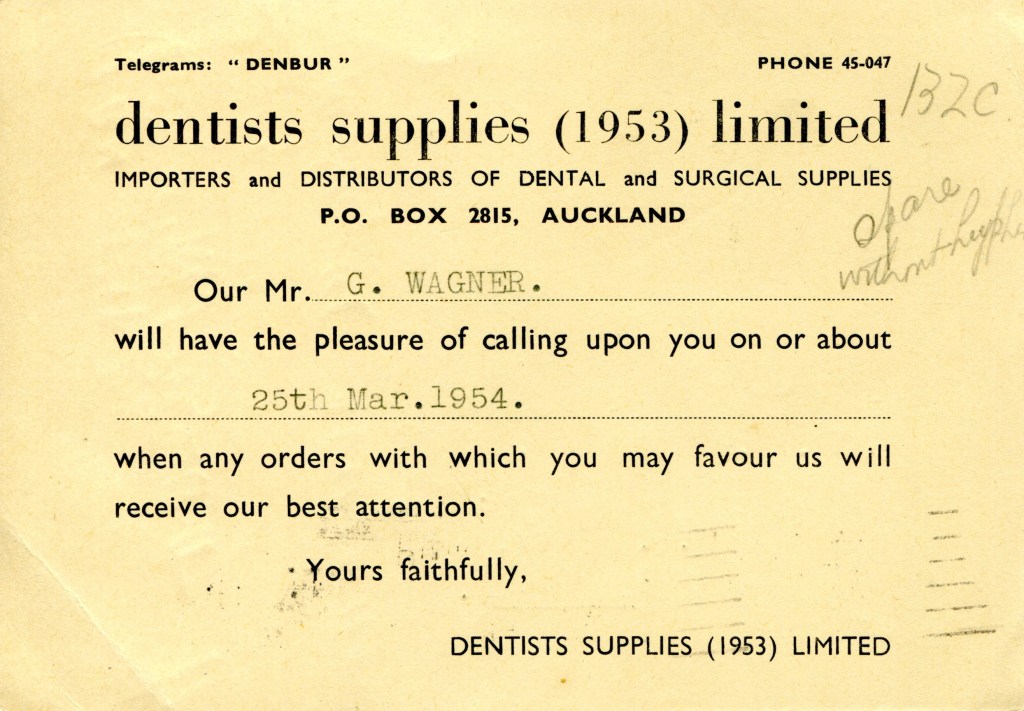 Telegrams: " DENBUR "
PHONE 45-047
dentists supplies (1953) limited
132c
IMPORTERS and DISTRIBUTORS OF DENTAL and SURGICAL SUPPLIES
P.O. BOX 2815, AUCKLAND
spare
without
Our Mr. G. WAGNER.
will have the pleasure of calling upon you on or about
25th Mar.1954.
when any orders with which you may favour us will
receive our best attention.
Yours faithfully,
DENTISTS SUPPLIES (1953) LIMITED